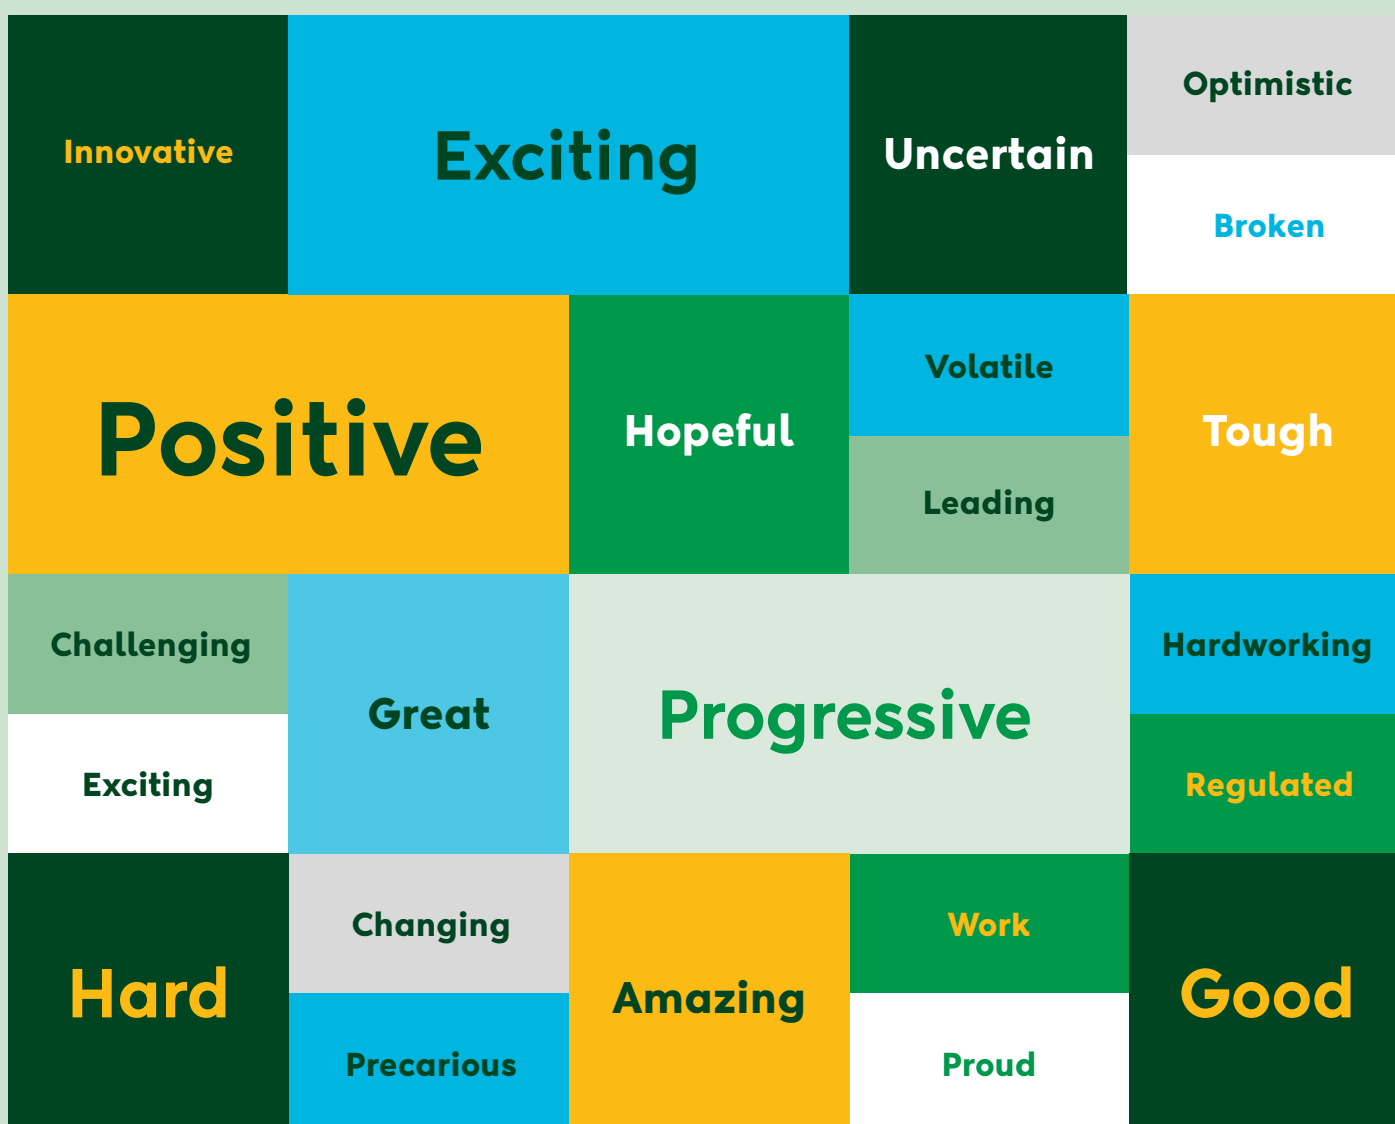 Innovative
Exciting
Uncertain
Optimistic
Broken
Positive
Hopeful
Volatile
Leading
Tough
Challenging
Exciting
Great
Progressive
Hardworking
Regulated
Hard
Changing
Precarious
Amazing
Work
Proud
Good